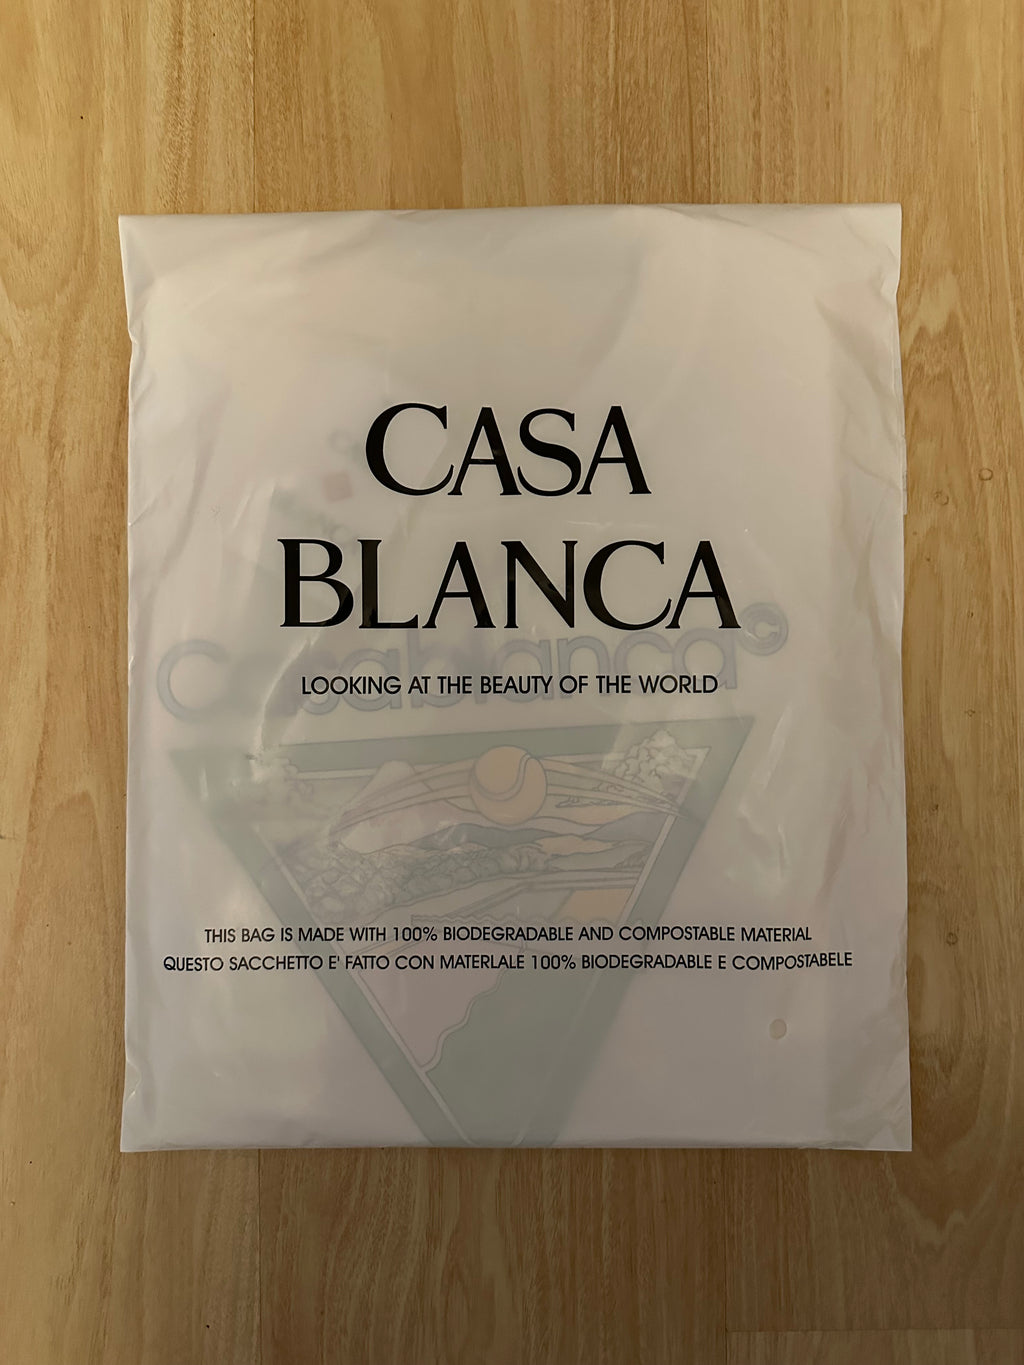 CASA
BLANCA
Casablanca©
LOOKING AT THE BEAUTY OF THE WORLD
THIS BAG IS MADE WITH 100% BIODEGRADABLE AND COMPOSTABLE MATERIAL
QUESTO SACCHETTO E' FATTO CON MATERLALE 100% BIODEGRADABLE E COMPOSTABELE